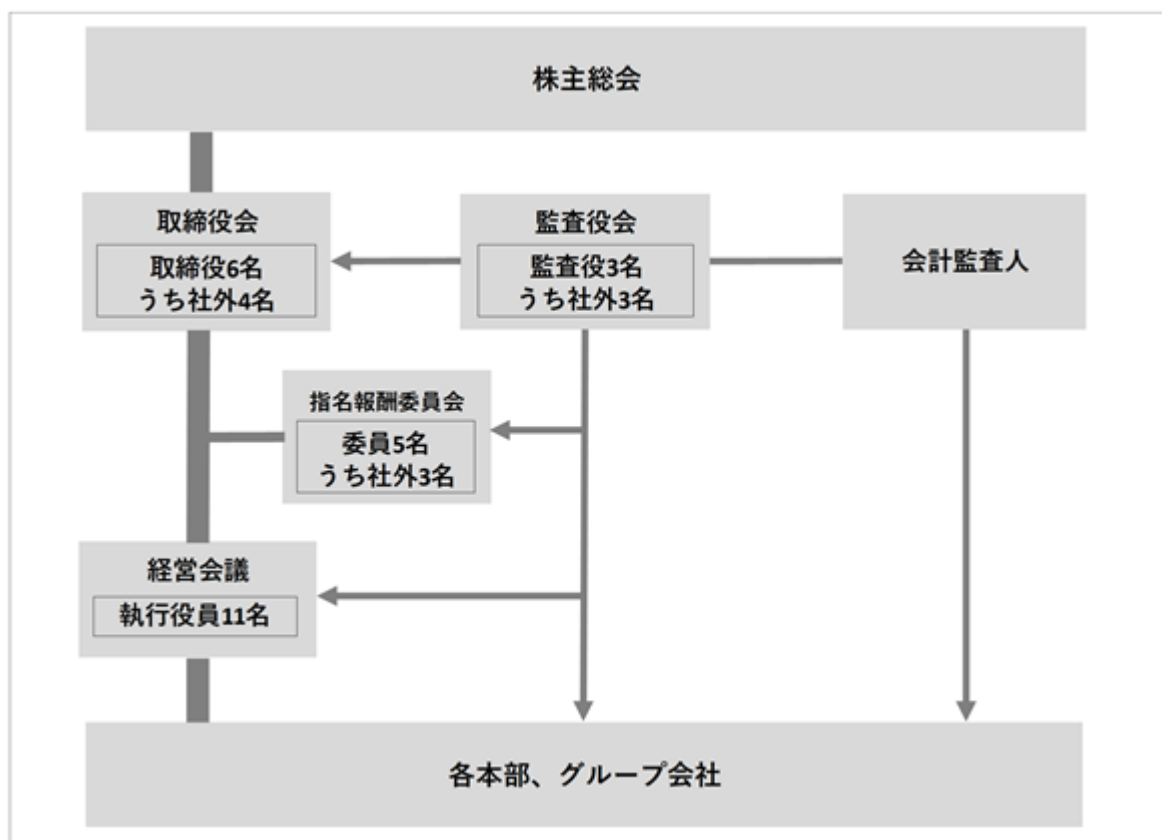 株主総会
取締役会
取締役6名
うち社外4名
監査役会
監査役3名
うち社外3名
会計監査人
指名報酬委員会
委員5名
うち社外3名
経営会議
執行役員11名
各本部、グループ会社